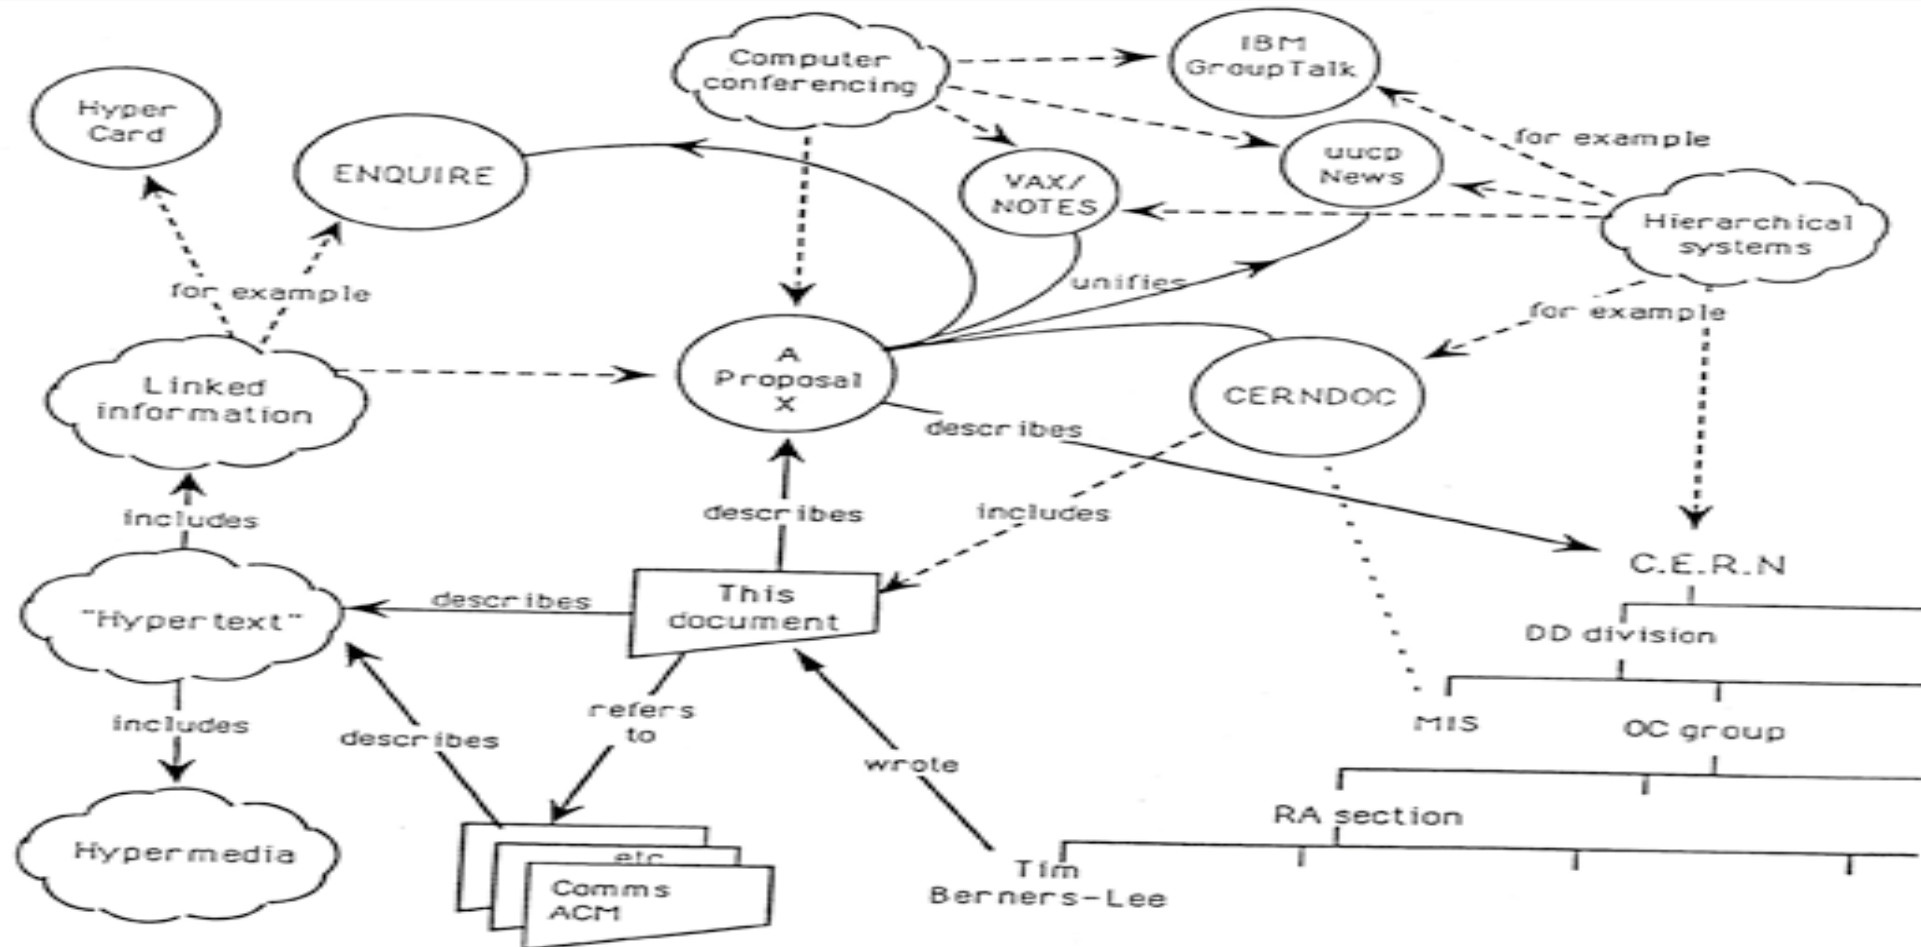 IBM
GroupTalk
Computer
conferencing
Hyper
Card
for example
uucp
News
ENQUIRE
VAX/
NOTES
Hierarchical
systems
unifies
for example
for example
A
Proposal
X
Linked
information
CERNDOC
describes
includes
describes
includes
C.E.R.N
describes
This
document
"Hypertext"
DD division
refers
to
includes
describes
MIS
OC group
wrote
RA section
Hypermedia
etc
Comms
ACM
Tim
Berners-Lee